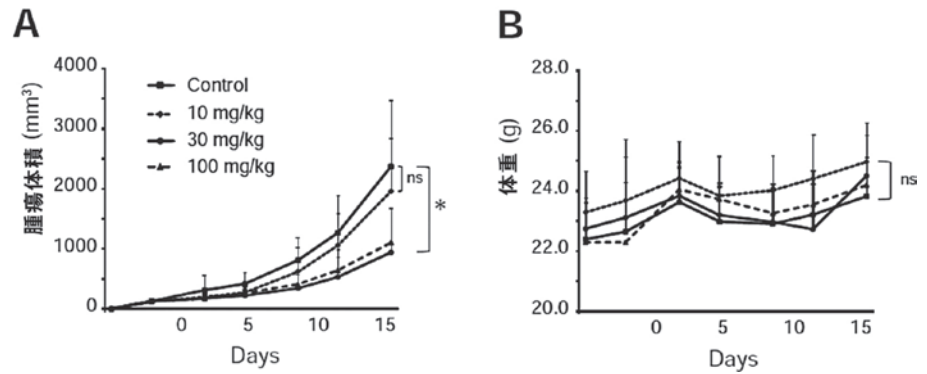 A
腫瘍体積 (mm³)
4000
3000
2000
1000
0
Control
10 mg/kg
30 mg/kg
100 mg/kg
ns
*
0 5 10 15
Days
B
体重 (g)
28.0
26.0
24.0
22.0
20.0
ns
0 5 10 15
Days